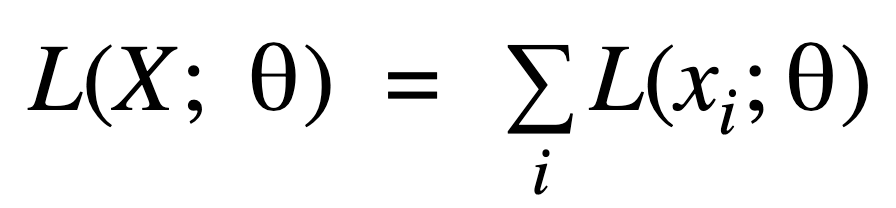 L(X; θ) = ∑_i L(x_i; θ)